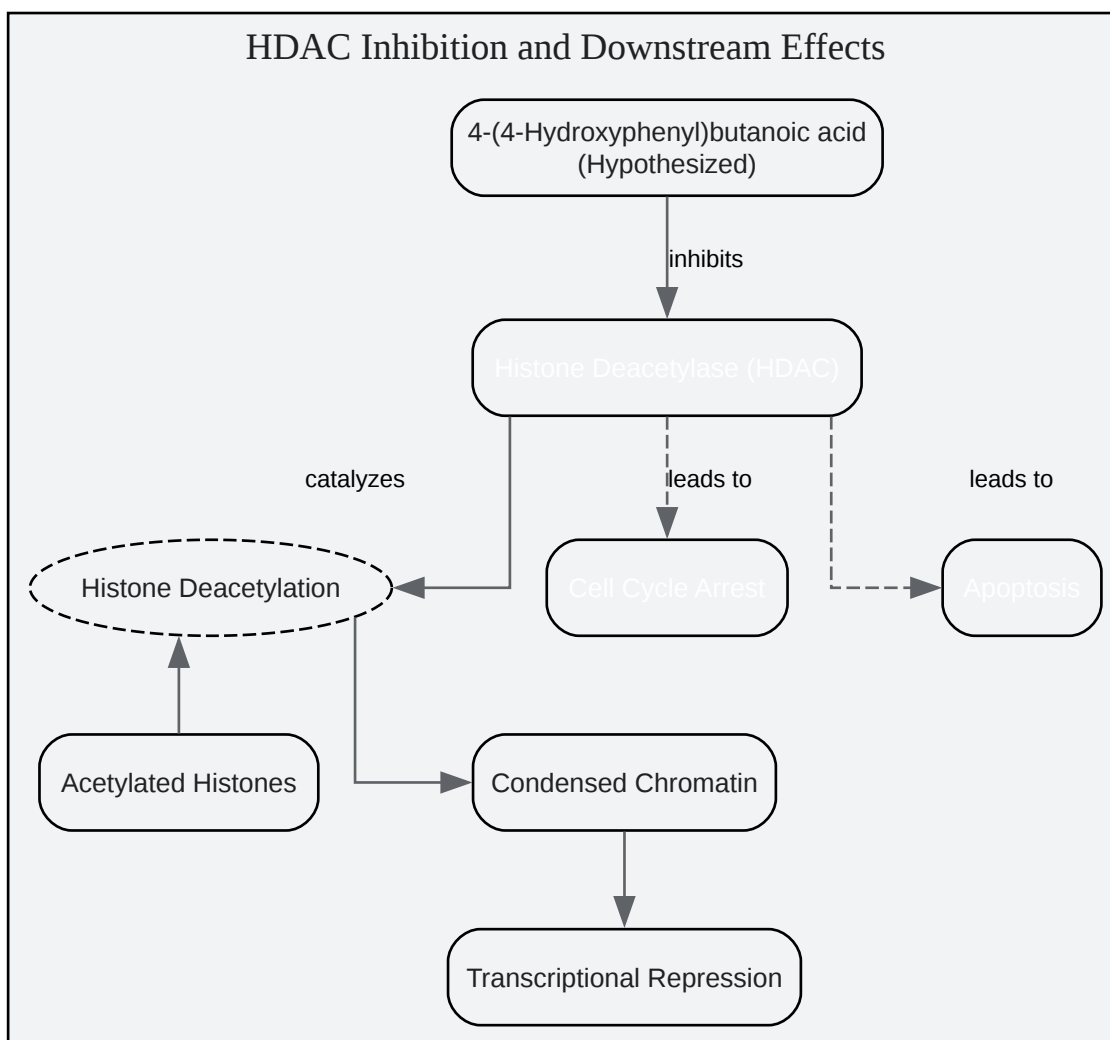 HDAC Inhibition and Downstream Effects
4-(4-Hydroxyphenyl)butanoic acid
(Hypothesized)
inhibits
Histone Deacetylase (HDAC)
catalyzes
leads to
leads to
Histone Deacetylation
Cell Cycle Arrest
Apoptosis
Acetylated Histones
Condensed Chromatin
Transcriptional Repression